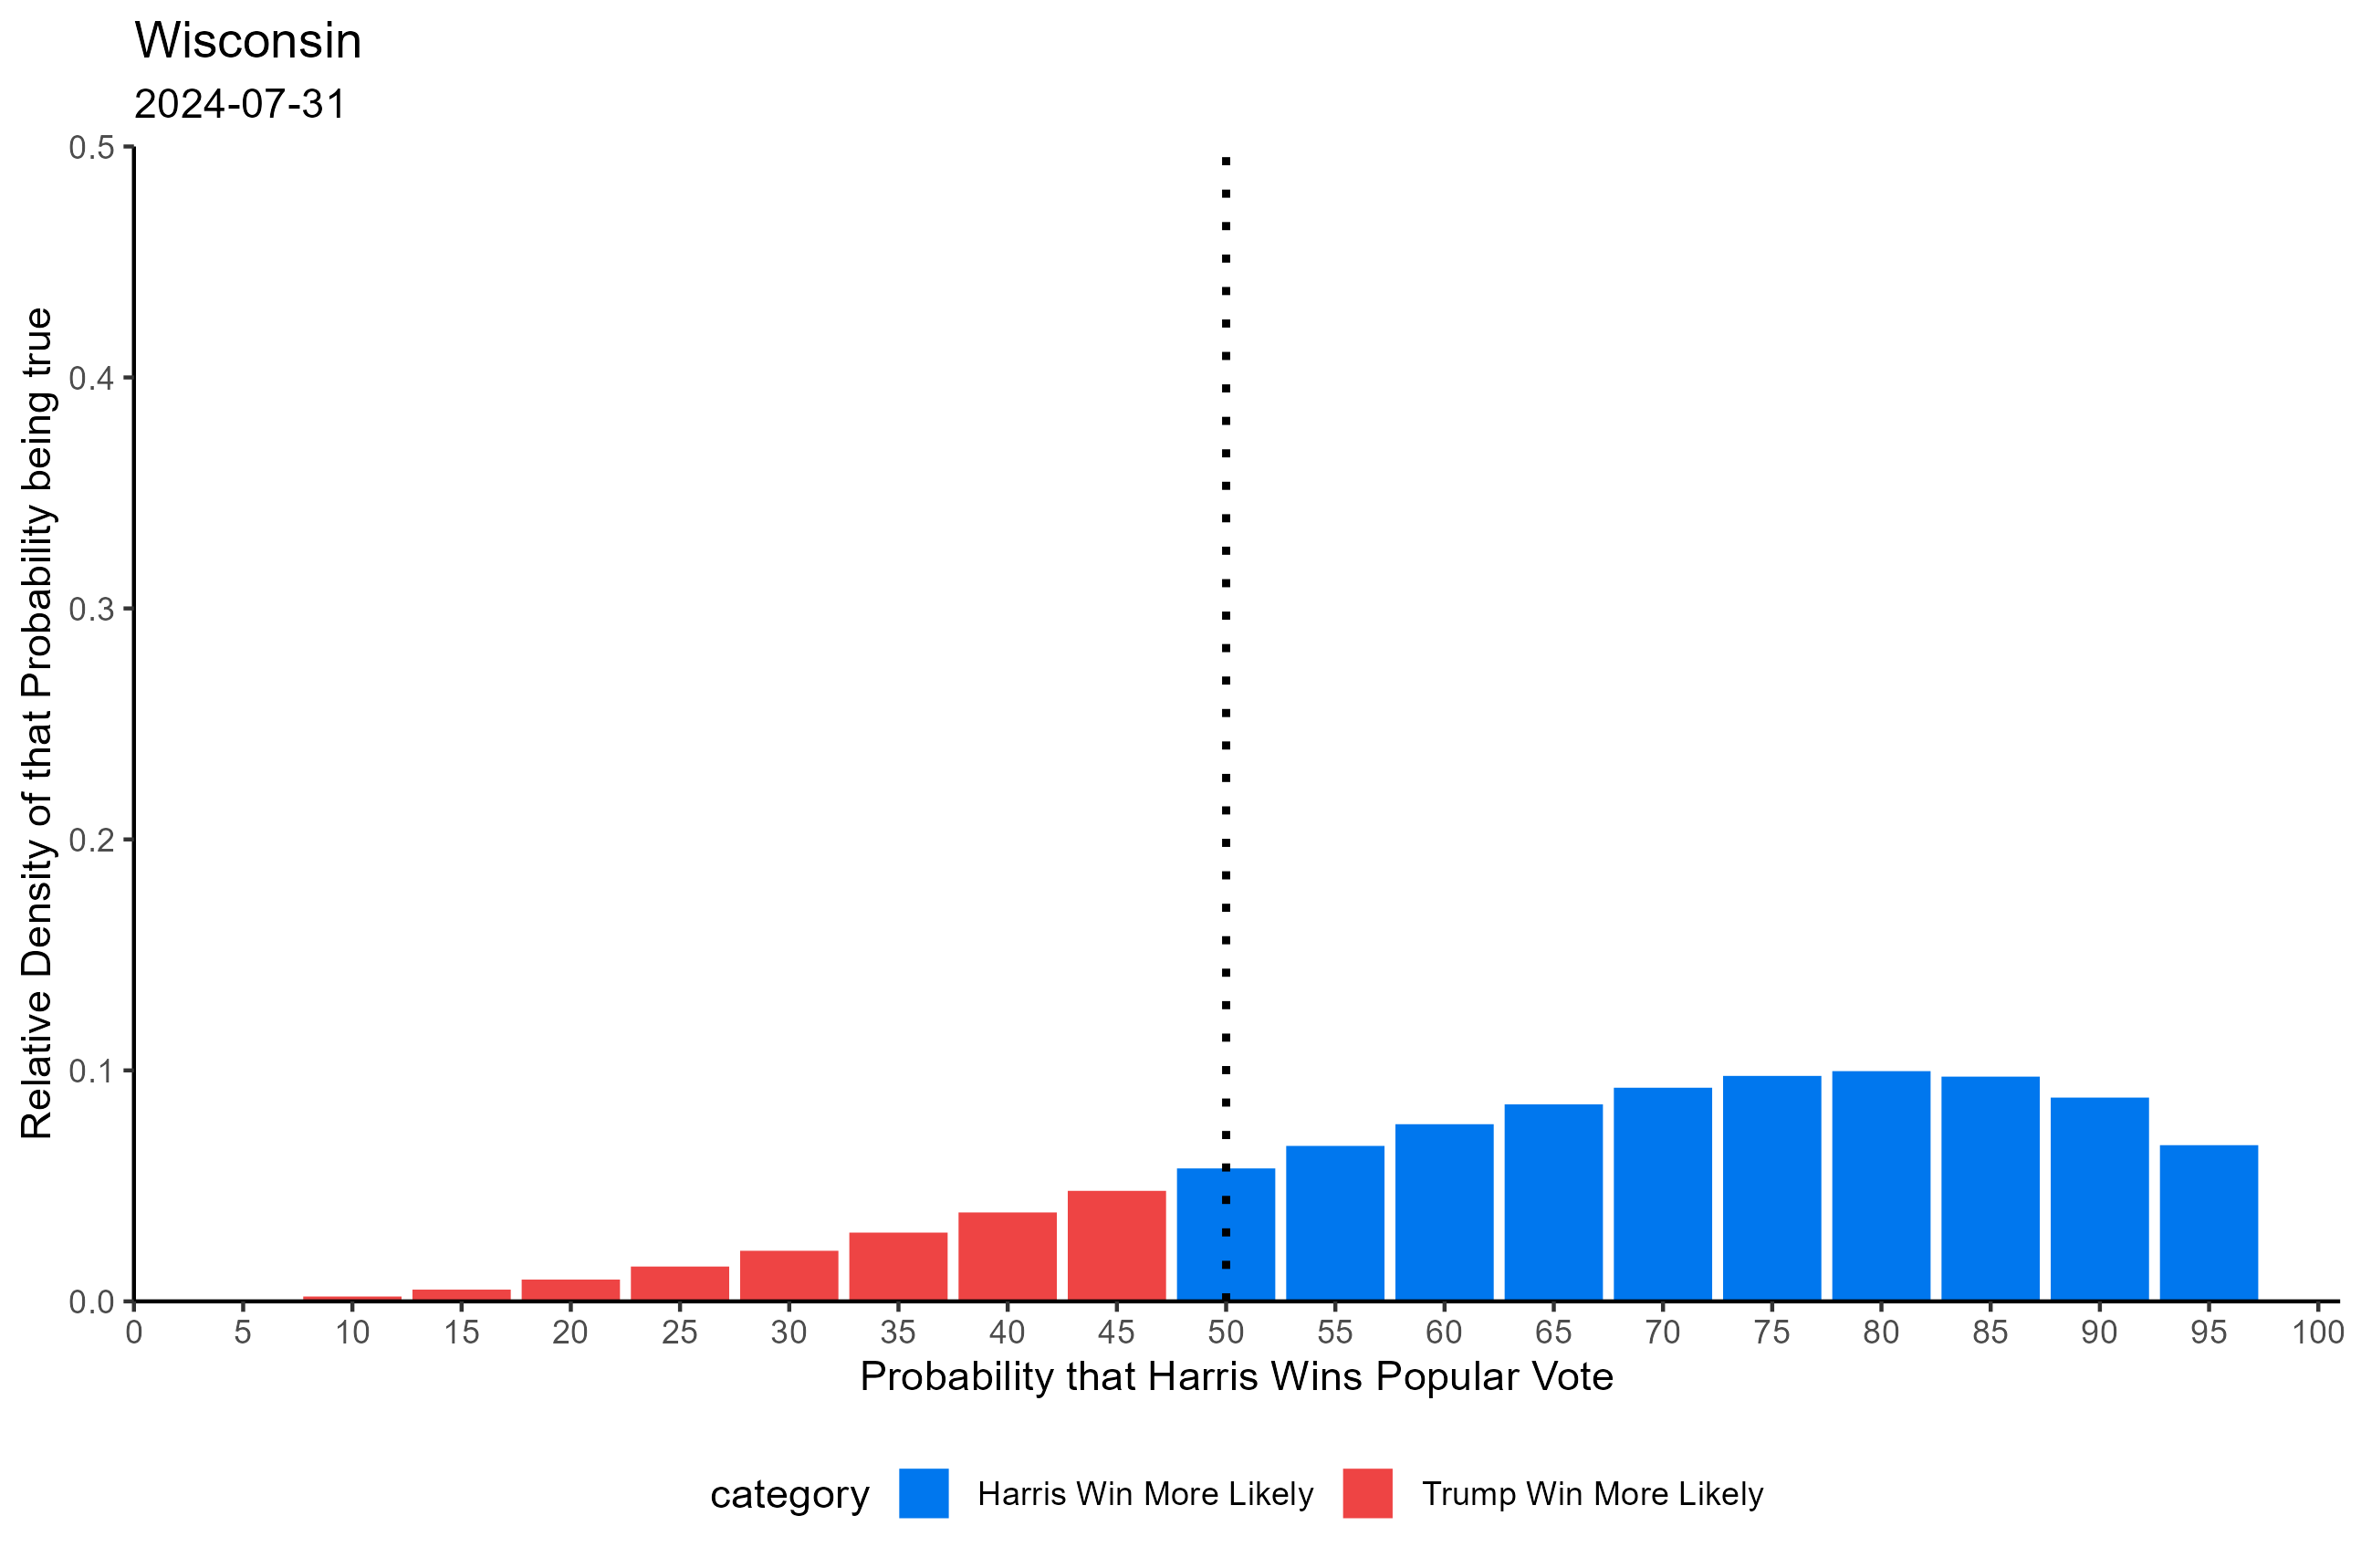 Wisconsin
2024-07-31
Relative Density of that Probability being true
0.5
0.4
0.3
0.2
0.1
0.0
0 5 10 15 20 25 30 35 40 45 50 55 60 65 70 75 80 85 90 95 100
Probability that Harris Wins Popular Vote
category Harris Win More Likely Trump Win More Likely